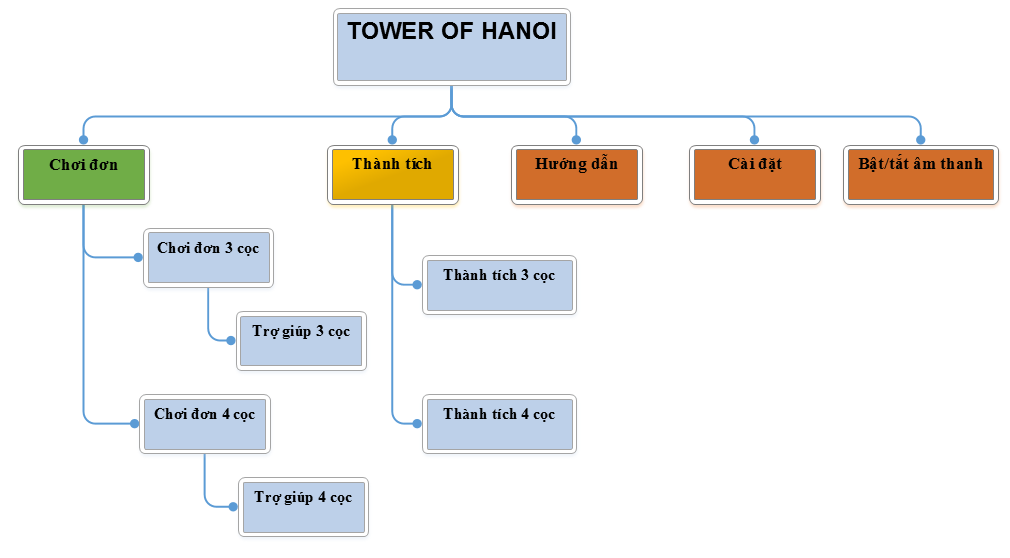 TOWER OF HANOI
Chơi đơn
Thành tích
Hướng dẫn
Cài đặt
Bật/tắt âm thanh
Chơi đơn 3 cọc
Thành tích 3 cọc
Trợ giúp 3 cọc
Chơi đơn 4 cọc
Thành tích 4 cọc
Trợ giúp 4 cọc